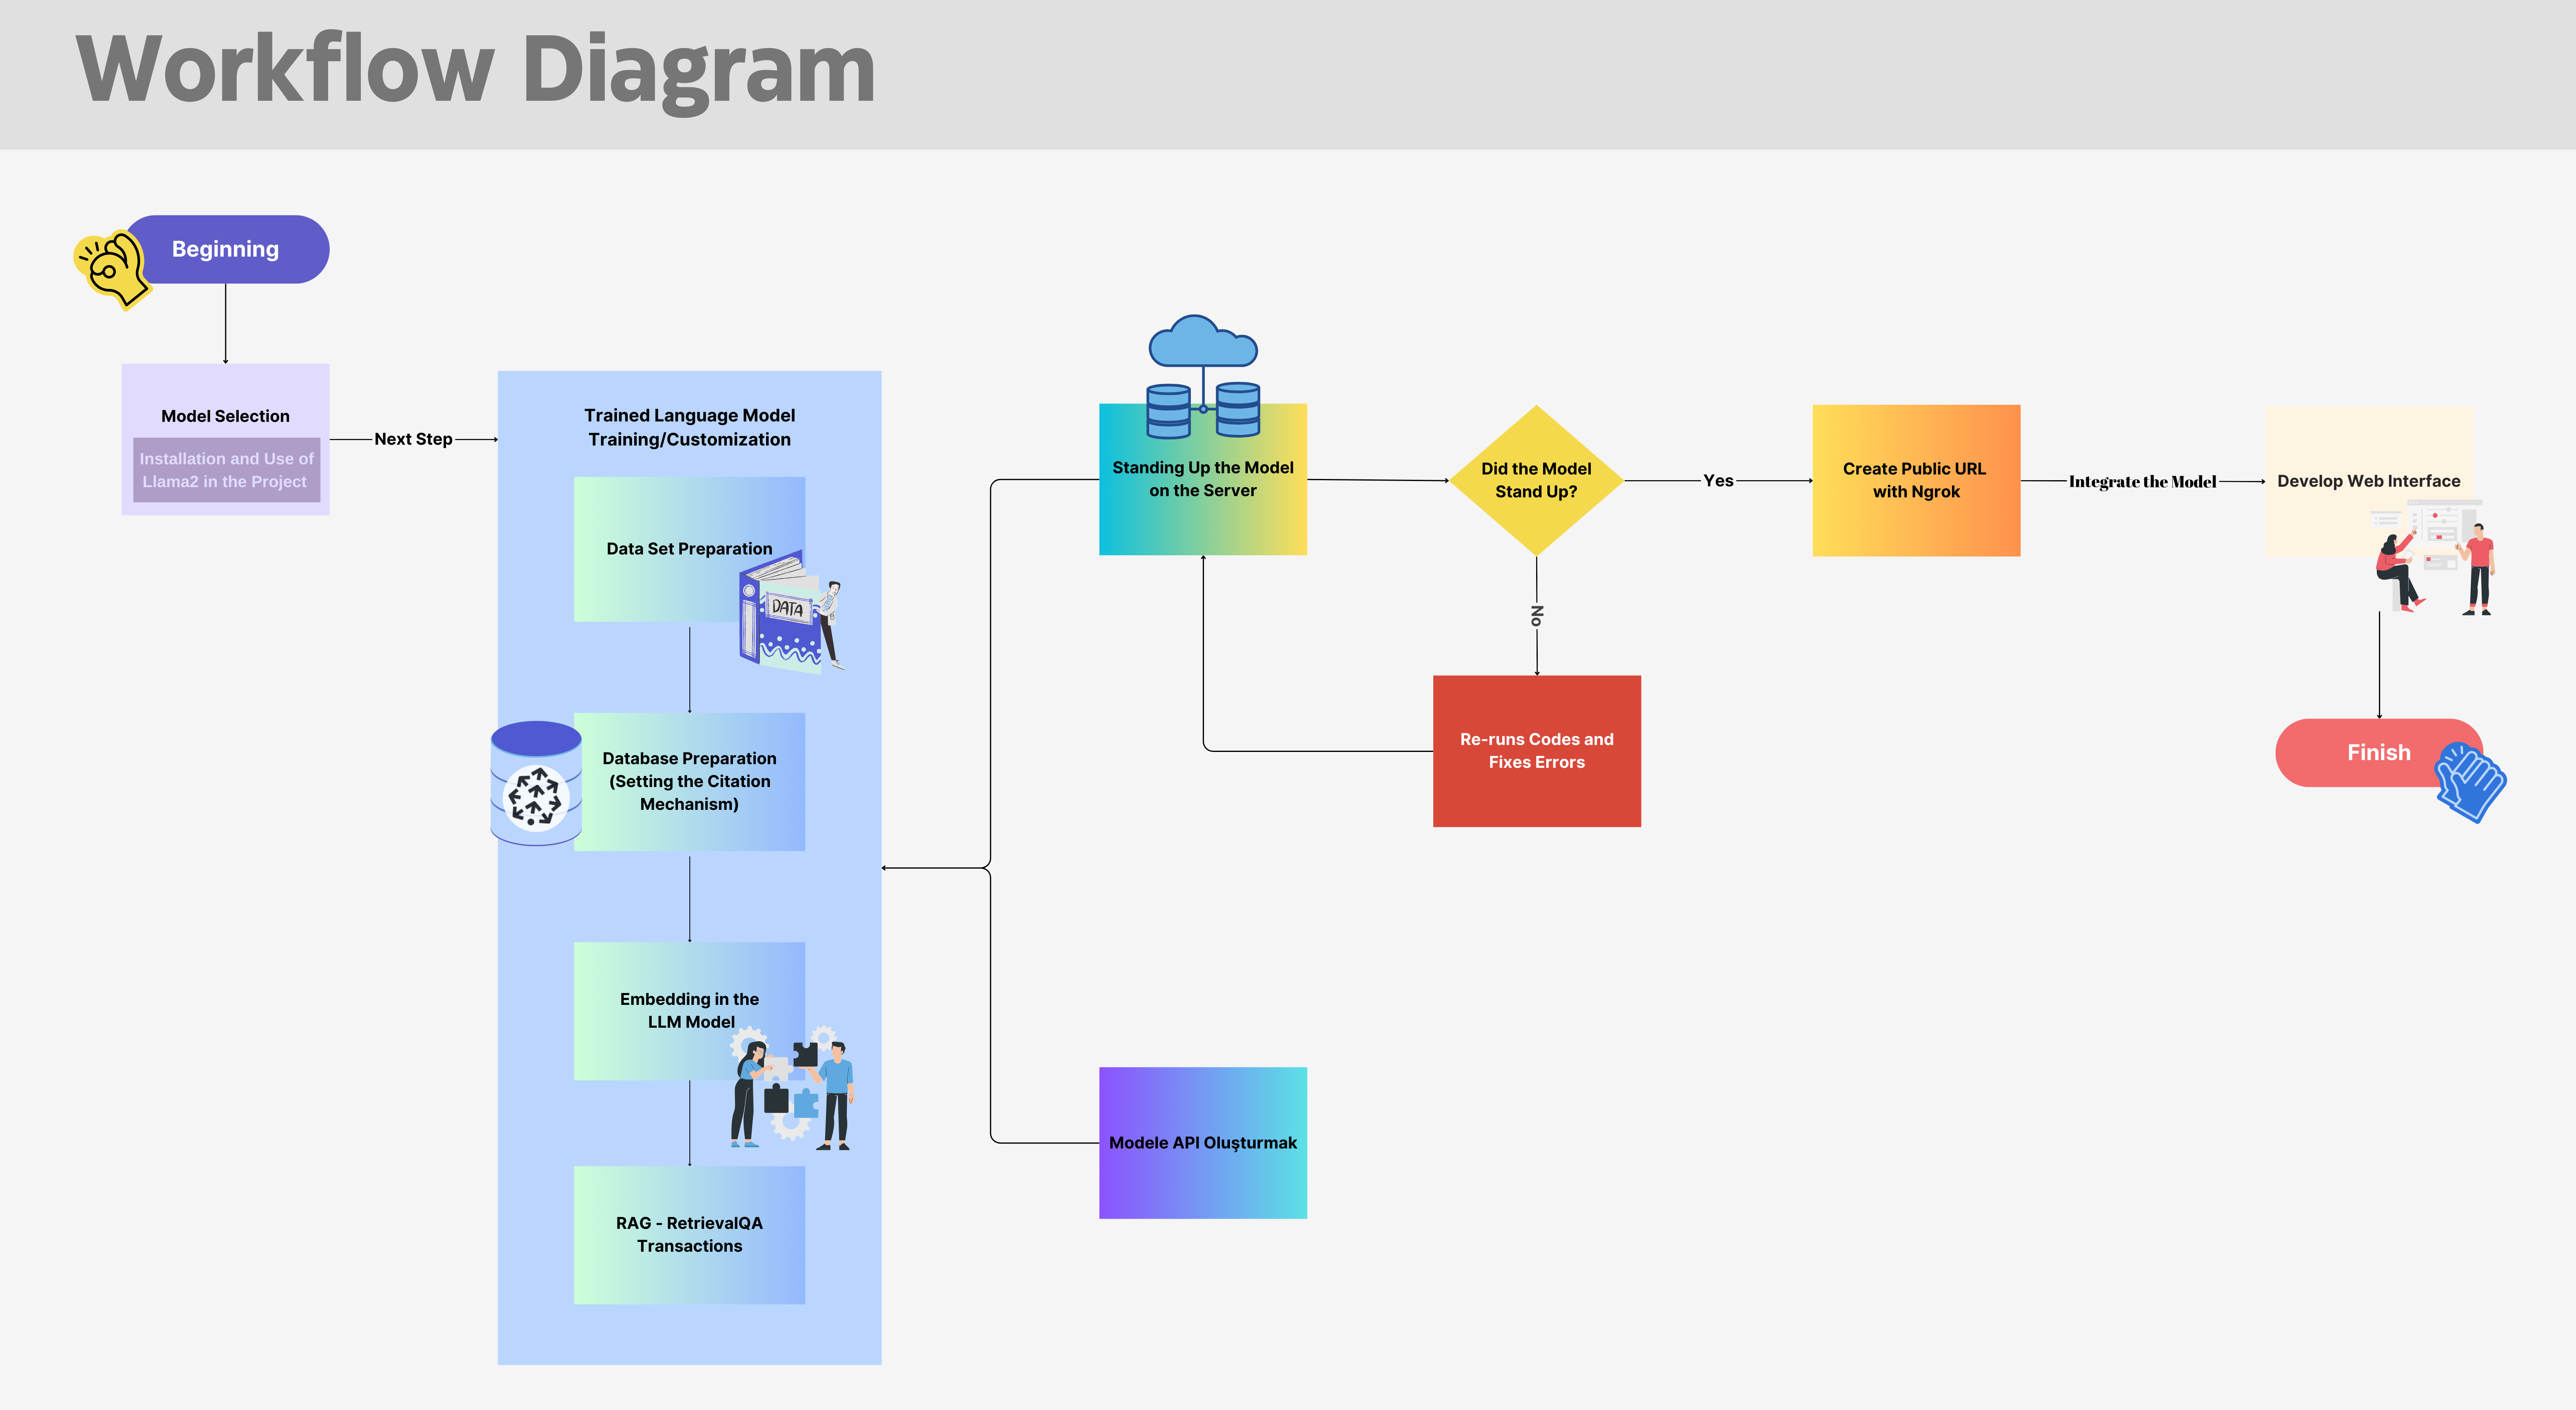 Workflow Diagram
Beginning
Model Selection
Installation and Use of
Llama2 in the Project
Next Step
Trained Language Model
Training/Customization
Data Set Preparation
DATA
Database Preparation
(Setting the Citation
Mechanism)
Embedding in the
LLM Model
RAG - RetrievalQA
Transactions
Standing Up the Model
on the Server
Did the Model
Stand Up?
Yes
No
Re-runs Codes and
Fixes Errors
Create Public URL
with Ngrok
Integrate the Model
Develop Web Interface
Finish
Modele API Oluşturmak